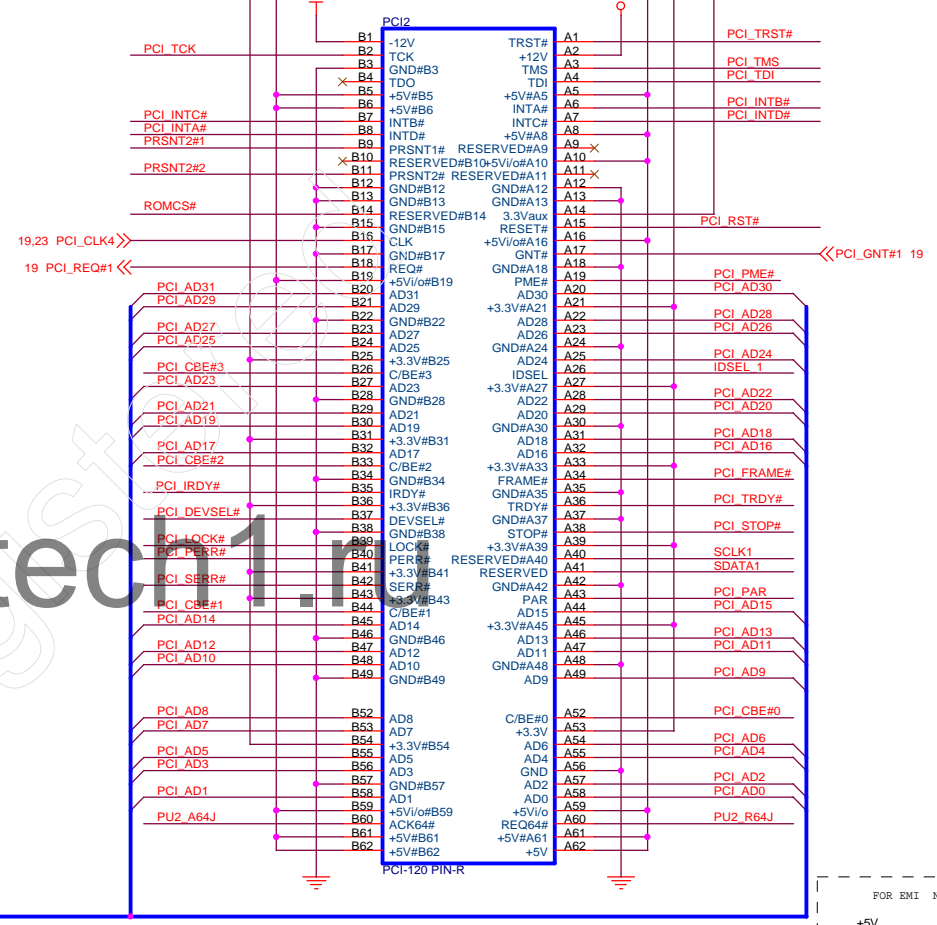 PCI2
PCI_TCK B1 -12V TRST# A1 PCI_TRST#
B2 TCK +12V A2
B3 GND#B3 TMS A3 PCI_TMS
B4 TDO TDI A4 PCI_TDI
B5 +5V#B5 +5V#A5 A5
B6 +5V#B6 INTA# A6 PCI_INTB#
PCI_INTC# B7 INTB# INTC# A7 PCI_INTD#
PCI_INTA# B8 INTD# +5V#A8 A8
PRSNT2#1 B9 PRSNT1# RESERVED#A9 A9
B10 RESERVED#B10 +5Vi/o#A10 A10
PRSNT2#2 B11 PRSNT2# RESERVED#A11 A11
B12 GND#B12 GND#A12 A12
B13 GND#B13 GND#A13 A13
ROMCS# B14 RESERVED#B14 3.3Vaux A14
B15 GND#B15 RESET# A15 PCI_RST#
19,23 PCI_CLK4 B16 CLK +5Vi/o#A16 A16
B17 GND#B17 GNT# A17 PCI_GNT#1 19
19 PCI_REQ#1 B18 REQ# GND#A18 A18
B19 +5Vi/o#B19 PME# A19 PCI_PME#
PCI_AD31 B20 AD31 AD30 A20 PCI_AD30
PCI_AD29 B21 AD29 +3.3V#A21 A21
B22 GND#B22 AD28 A22 PCI_AD28
PCI_AD27 B23 AD27 AD26 A23 PCI_AD26
PCI_AD25 B24 AD25 GND#A24 A24
B25 +3.3V#B25 AD24 A25 PCI_AD24
PCI_CBE#3 B26 C/BE#3 IDSEL A26 IDSEL_1
PCI_AD23 B27 AD23 +3.3V#A27 A27
B28 GND#B28 AD22 A28 PCI_AD22
PCI_AD21 B29 AD21 AD20 A29 PCI_AD20
PCI_AD19 B30 AD19 GND#A30 A30
B31 +3.3V#B31 AD18 A31 PCI_AD18
PCI_AD17 B32 AD17 AD16 A32 PCI_AD16
PCI_CBE#2 B33 C/BE#2 +3.3V#A33 A33
B34 GND#B34 FRAME# A34 PCI_FRAME#
PCI_IRDY# B35 IRDY# GND#A35 A35
B36 +3.3V#B36 TRDY# A36 PCI_TRDY#
PCI_DEVSEL# B37 DEVSEL# GND#A37 A37
B38 GND#B38 STOP# A38 PCI_STOP#
PCI_LOCK# B39 LOCK# +3.3V#A39 A39
PCI_PERR# B40 PERR# RESERVED#A40 A40 SCLK1
B41 +3.3V#B41 RESERVED A41 SDATA1
PCI_SERR# B42 SERR# GND#A42 A42
B43 +3.3V#B43 PAR A43 PCI_PAR
PCI_CBE#1 B44 C/BE#1 AD15 A44 PCI_AD15
PCI_AD14 B45 AD14 +3.3V#A45 A45
B46 GND#B46 AD13 A46 PCI_AD13
PCI_AD12 B47 AD12 AD11 A47 PCI_AD11
PCI_AD10 B48 AD10 GND#A48 A48
B49 GND#B49 AD9 A49 PCI_AD9
PCI_AD8 B52 AD8 C/BE#0 A52 PCI_CBE#0
PCI_AD7 B53 AD7 +3.3V A53
B54 +3.3V#B54 AD6 A54 PCI_AD6
PCI_AD5 B55 AD5 AD4 A55 PCI_AD4
PCI_AD3 B56 AD3 GND A56
B57 GND#B57 AD2 A57 PCI_AD2
PCI_AD1 B58 AD1 AD0 A58 PCI_AD0
B59 +5Vi/o#B59 +5Vi/o A59
PU2_A64J B60 ACK64# REQ64# A60 PU2_R64J
B61 +5V#B61 +5V#A61 A61
B62 +5V#B62 +5V A62
PCI-120 PIN-R
tech1.ru
gistered
FOR EMI
+5V